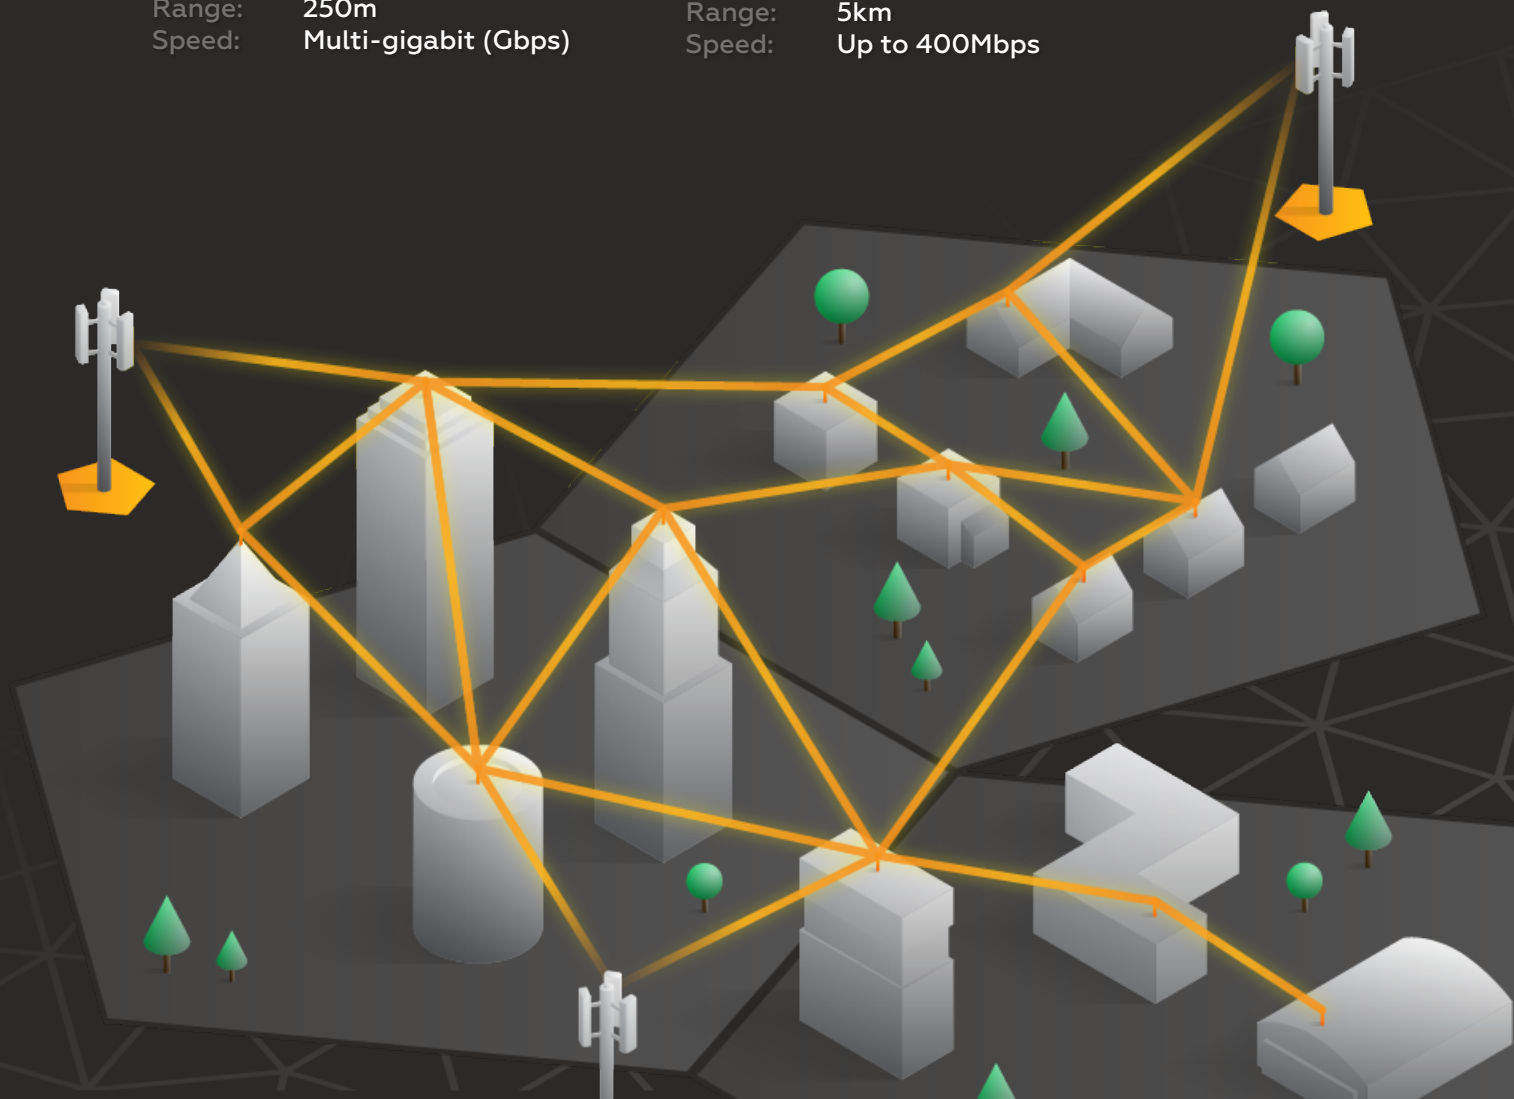 Range: 250m
Speed: Multi-gigabit (Gbps)
Range: 5km
Speed: Up to 400Mbps